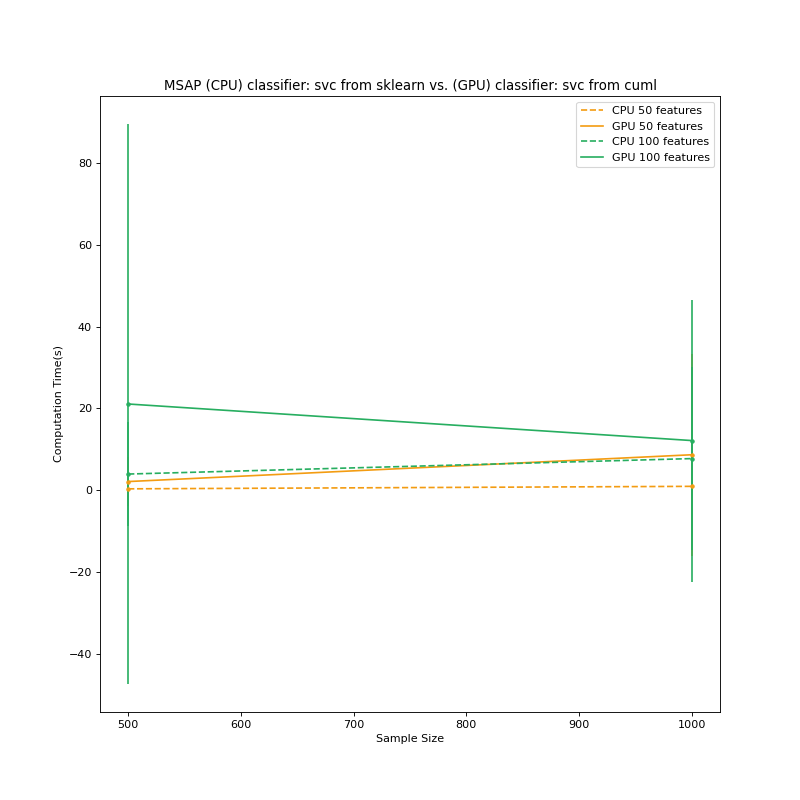 MSAP (CPU) classifier: svc from sklearn vs. (GPU) classifier: svc from cuml
CPU 50 features
GPU 50 features
CPU 100 features
GPU 100 features
Computation Time(s)
80
60
40
20
0
−20
−40
500
600
700
800
900
1000
Sample Size